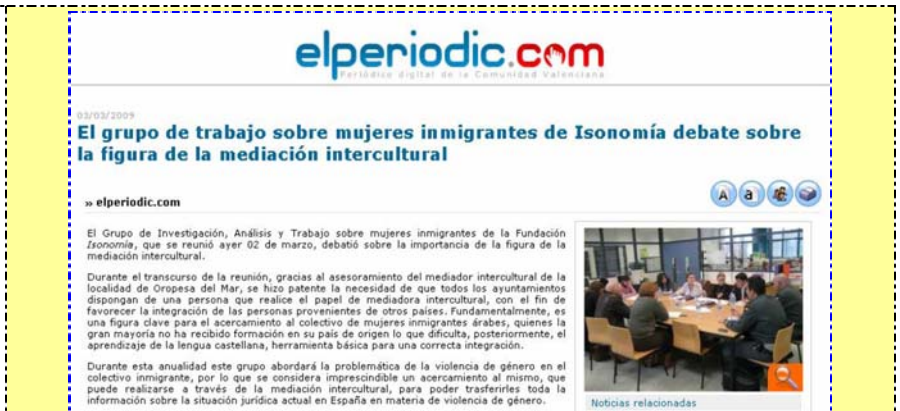 elperiodic.com
Periódico digital de la Comunidad Valenciana
03/03/2009
El grupo de trabajo sobre mujeres inmigrantes de Isonomía debate sobre
la figura de la mediación intercultural
» elperiodic.com
A a
El Grupo de Investigación, Análisis y Trabajo sobre mujeres inmigrantes de la Fundación
Isonomía, que se reunió ayer 02 de marzo, debatió sobre la importancia de la figura de la
mediación intercultural.
Durante el transcurso de la reunión, gracias al asesoramiento del mediador intercultural de la
localidad de Oropesa del Mar, se hizo patente la necesidad de que todos los ayuntamientos
dispongan de una persona que realice el papel de mediadora intercultural, con el fin de
favorecer la integración de las personas provenientes de otros países. Fundamentalmente, es
una figura clave para el acercamiento al colectivo de mujeres inmigrantes árabes, quienes la
gran mayoría no ha recibido formación en su país de origen lo que dificulta, posteriormente, el
aprendizaje de la lengua castellana, herramienta básica para una correcta integración.
Durante esta anualidad este grupo abordará la problemática de la violencia de género en el
colectivo inmigrante, por lo que se considera imprescindible un acercamiento al mismo, que
puede realizarse a través de la mediación intercultural, para poder trasferirles toda la
información sobre la situación jurídica actual en España en materia de violencia de género.
Noticias relacionadas